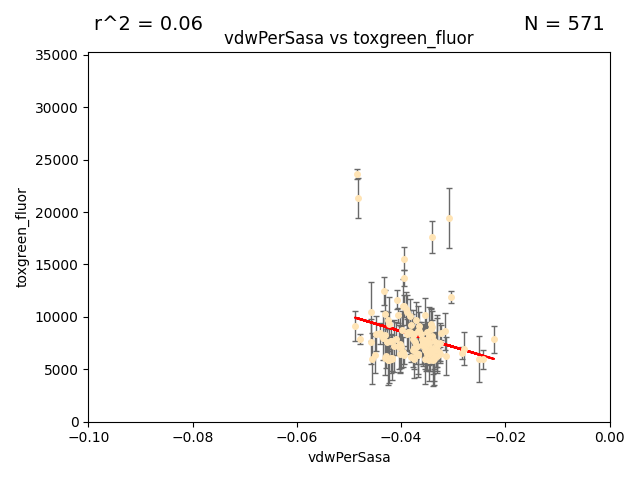 r^2 = 0.06
N = 571
vdwPerSasa vs toxgreen_fluor
35000
30000
25000
20000
15000
10000
5000
0
toxgreen_fluor
−0.10
−0.08
−0.06
−0.04
−0.02
0.00
vdwPerSasa